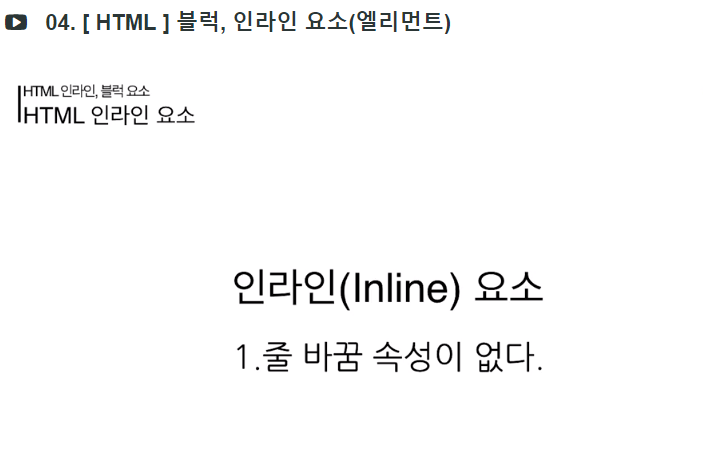 04. [ HTML ] 블럭, 인라인 요소(엘리먼트)
HTML 인라인, 블럭 요소
HTML 인라인 요소
인라인(Inline) 요소
1.줄 바꿈 속성이 없다.